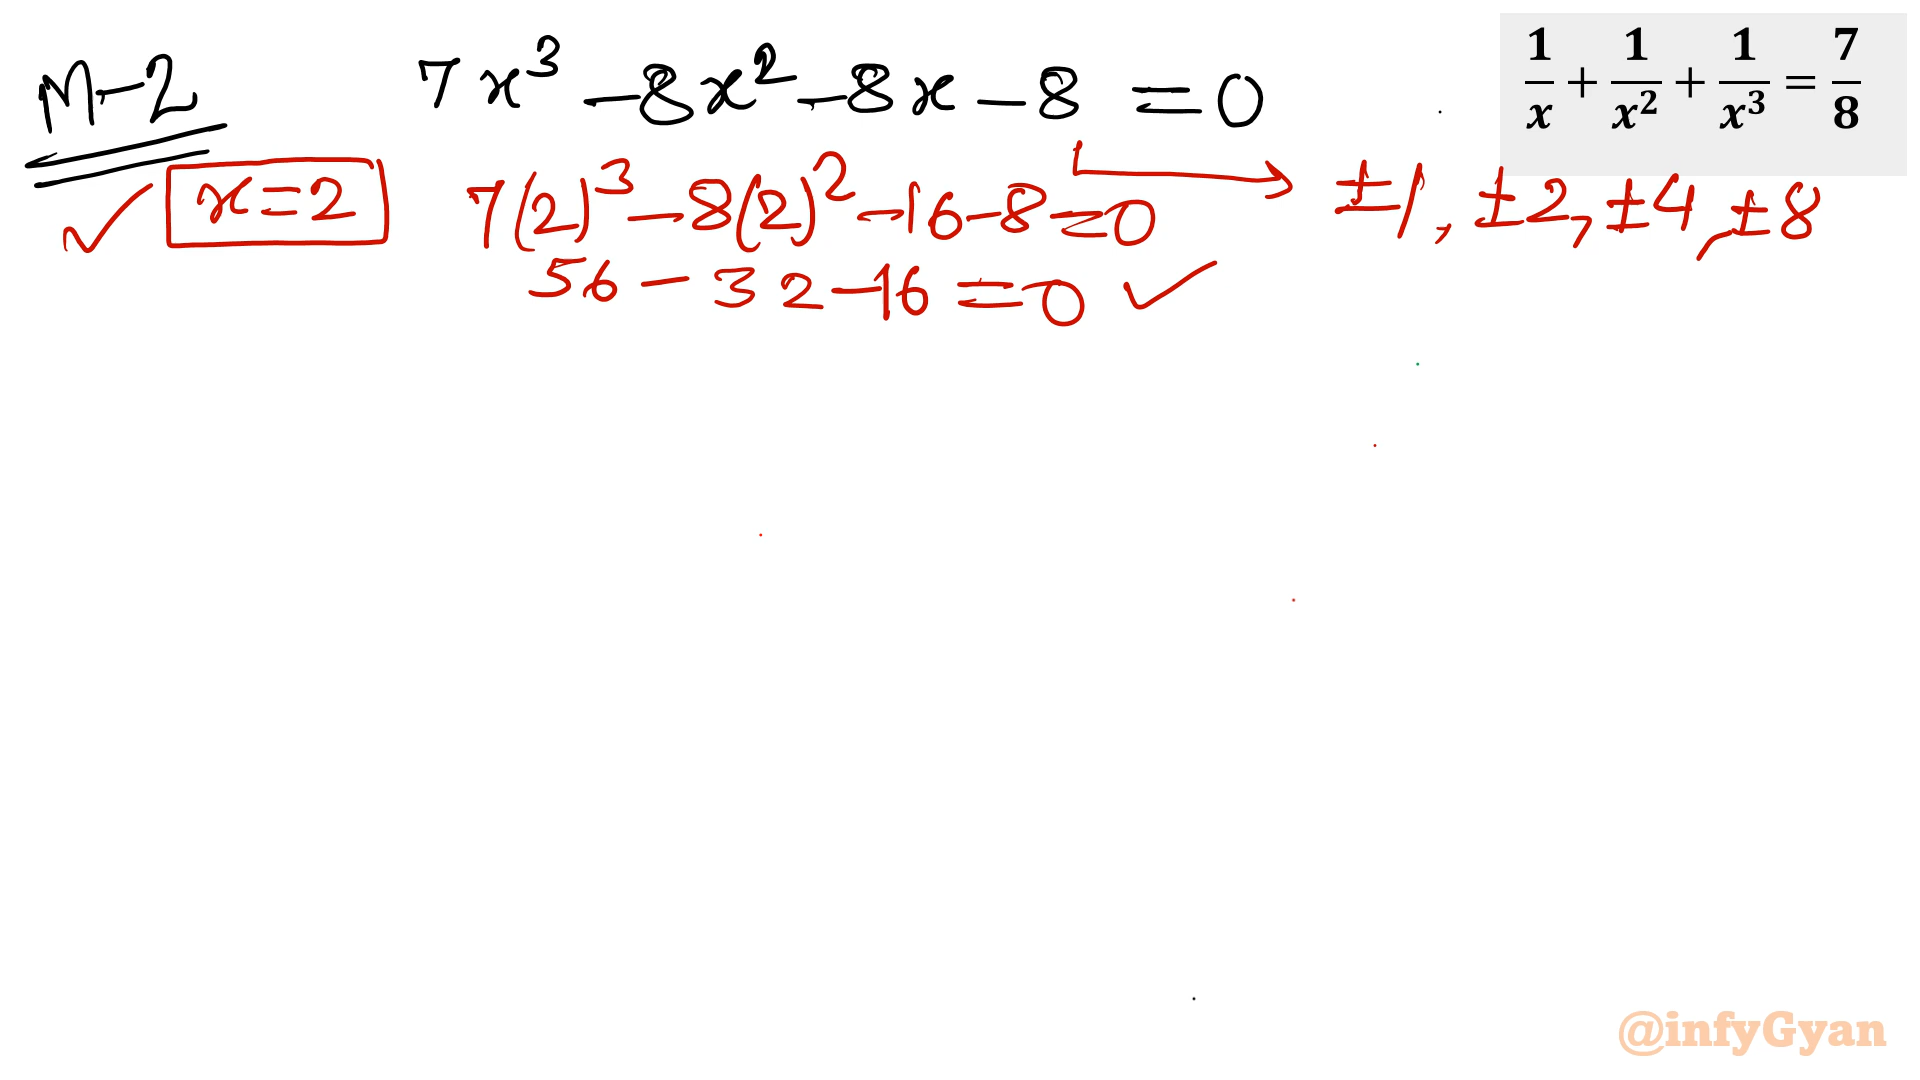 M-2
7x³ - 8x² - 8x - 8 = 0
1/x + 1/x² + 1/x³ = 7/8
x = 2
7(2)³ - 8(2)² - 16 - 8 = 0
±1, ±2, ±4, ±8
56 - 32 - 16 = 0
@infyGyan